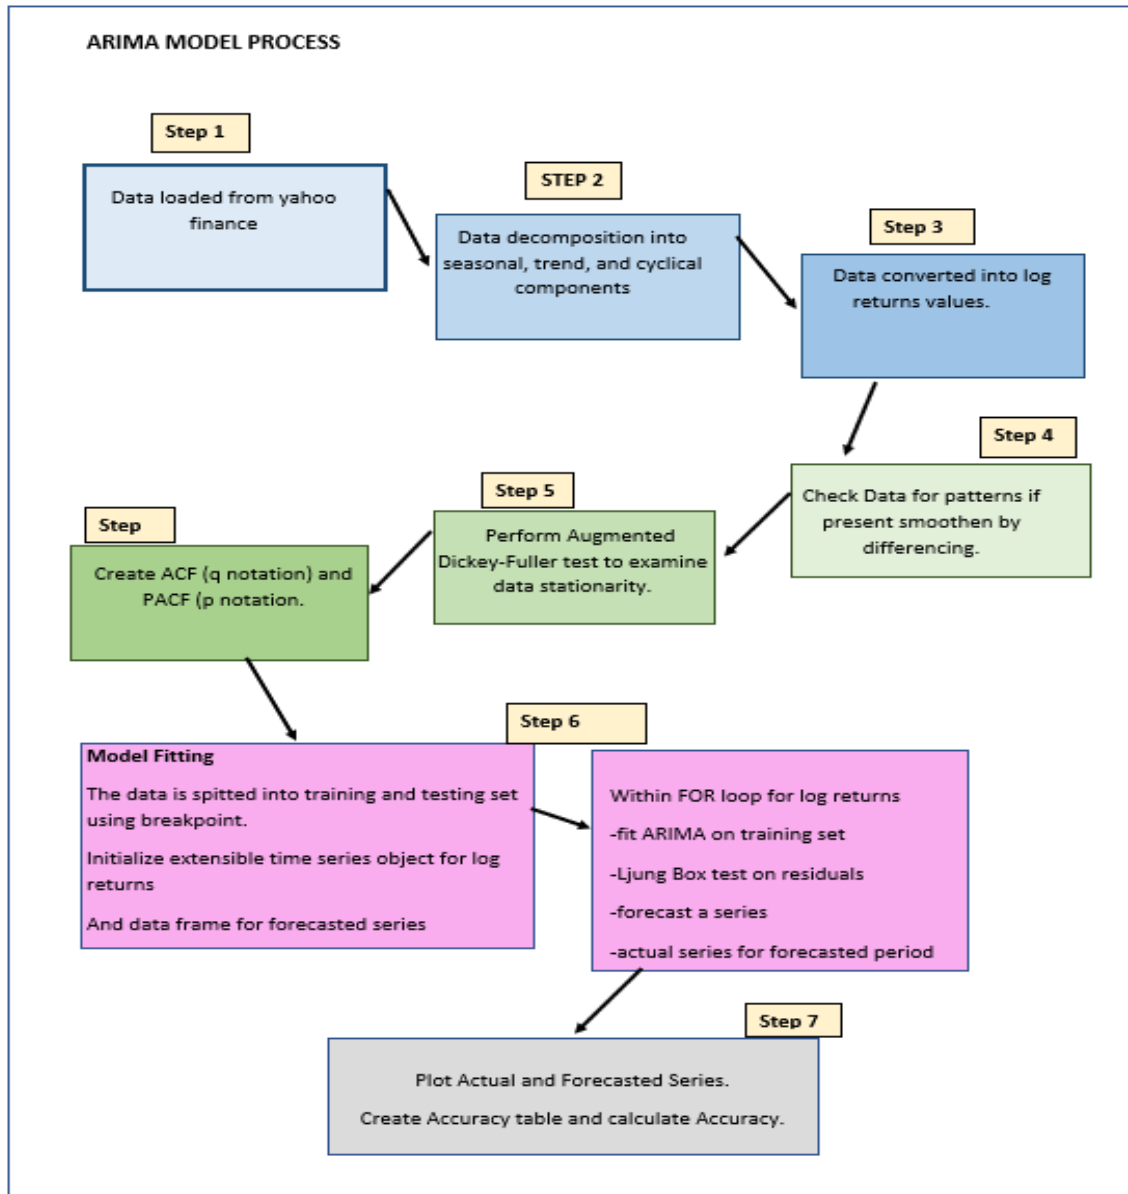 ARIMA MODEL PROCESS
Step 1
Data loaded from yahoo
finance
STEP 2
Data decomposition into
seasonal, trend, and cyclical
components
Step 3
Data converted into log
returns values.
Step 4
Check Data for patterns if
present smoothen by
differencing.
Step 5
Perform Augmented
Dickey-Fuller test to examine
data stationarity.
Step
Create ACF (q notation) and
PACF (p notation.
Step 6
Model Fitting
The data is spitted into training and testing set
using breakpoint.
Initialize extensible time series object for log
returns
And data frame for forecasted series
Within FOR loop for log returns
-fit ARIMA on training set
-Ljung Box test on residuals
-forecast a series
-actual series for forecasted period
Step 7
Plot Actual and Forecasted Series.
Create Accuracy table and calculate Accuracy.